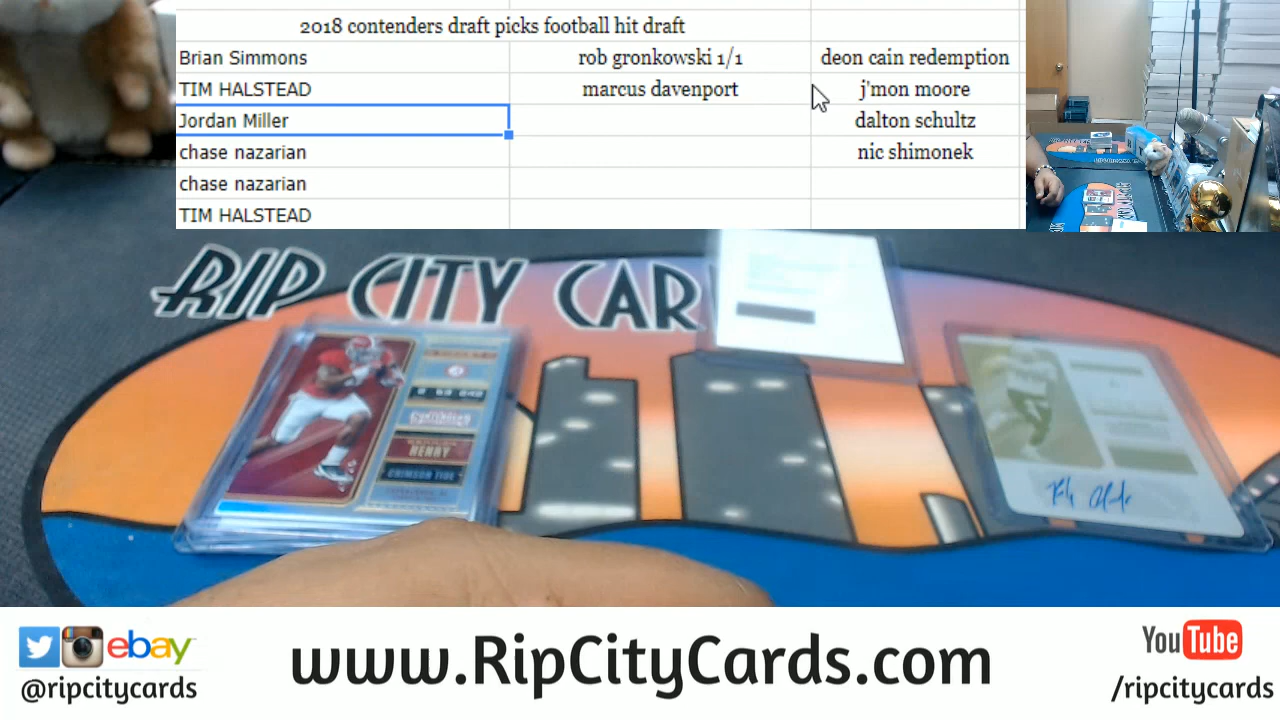 2018 contenders draft picks football hit draft
Brian Simmons rob gronkowski 1/1 deon cain redemption
TIM HALSTEAD marcus davenport j'mon moore
Jordan Miller dalton schultz
chase nazarian nic shimonek
chase nazarian
TIM HALSTEAD
RIP CITY CAR
HENRY
CRIMSON TIDE
ebay
@ripcitycards
www.RipCityCards.com
YouTube
/ripcitycards